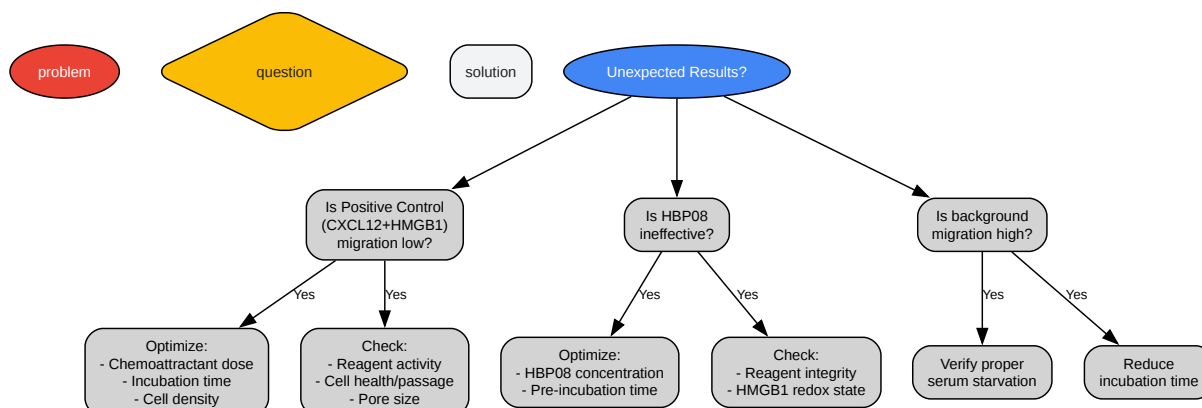 problem
question
solution
Unexpected Results?
Is Positive Control
(CXCL12+HMGB1)
migration low?
Is HBP08
ineffective?
Is background
migration high?
Yes
Yes
Yes
Yes
Yes
Yes
Optimize:
- Chemoattractant dose
- Incubation time
- Cell density
Check:
- Reagent activity
- Cell health/passage
- Pore size
Optimize:
- HBP08 concentration
- Pre-incubation time
Check:
- Reagent integrity
- HMGB1 redox state
Verify proper
serum starvation
Reduce
incubation time